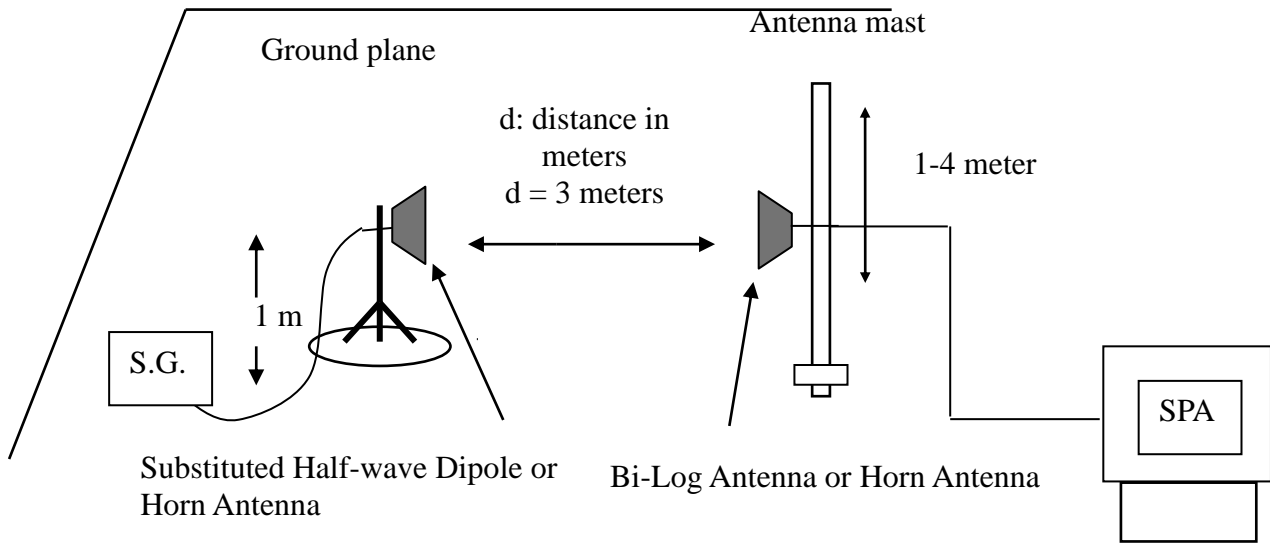 Antenna mast
Ground plane
d: distance in
meters
d = 3 meters
1-4 meter
1 m
S.G.
SPA
Substituted Half-wave Dipole or
Horn Antenna
Bi-Log Antenna or Horn Antenna